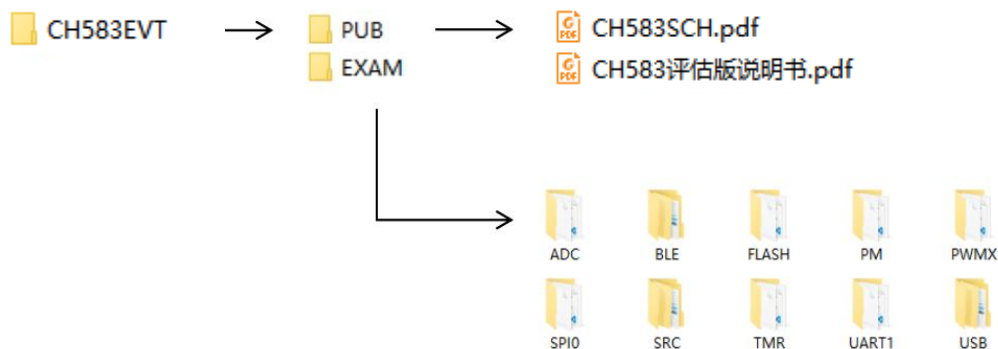 CH583EVT
PUB
EXAM
CH583SCH.pdf
CH583评估版说明书.pdf
ADC BLE FLASH PM PWMX
SPI0 SRC TMR UART1 USB